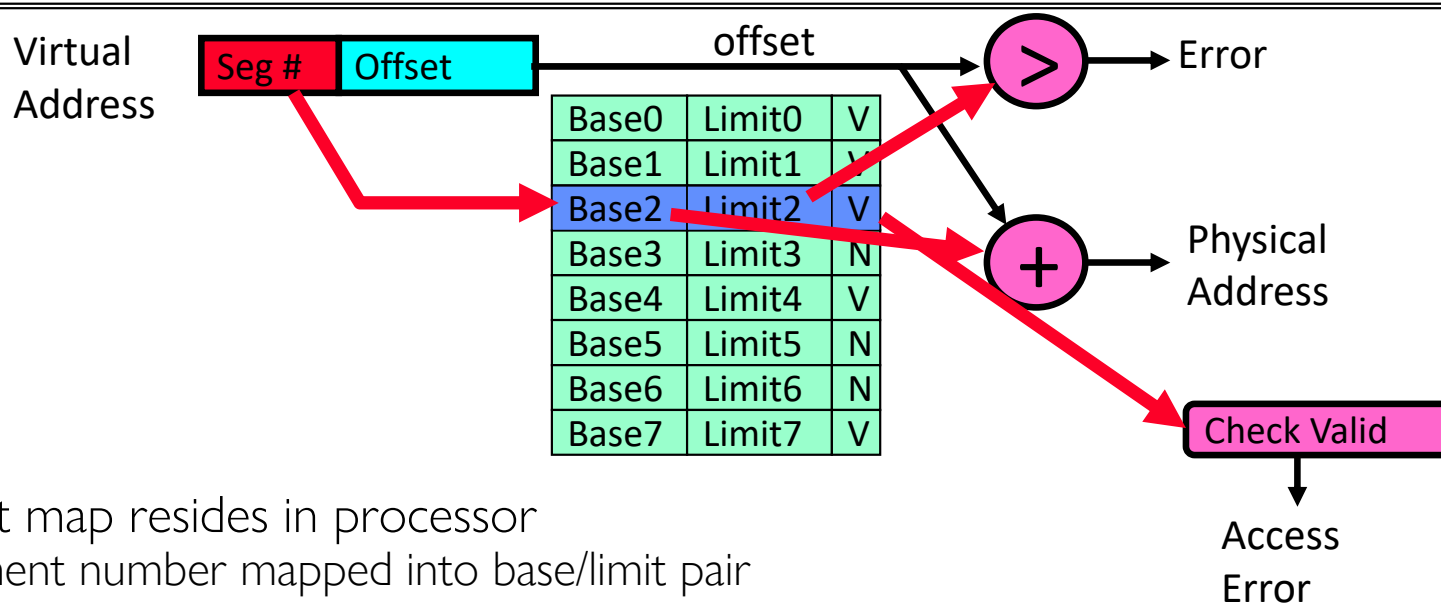 Virtual
Address
Seg # Offset
offset
>
Error
Base0 Limit0 V
Base1 Limit1 V
Base2 Limit2 V
Base3 Limit3 N
Base4 Limit4 V
Base5 Limit5 N
Base6 Limit6 N
Base7 Limit7 V
+
Physical
Address
Check Valid
Access
Error
t map resides in processor
nent number mapped into base/limit pair